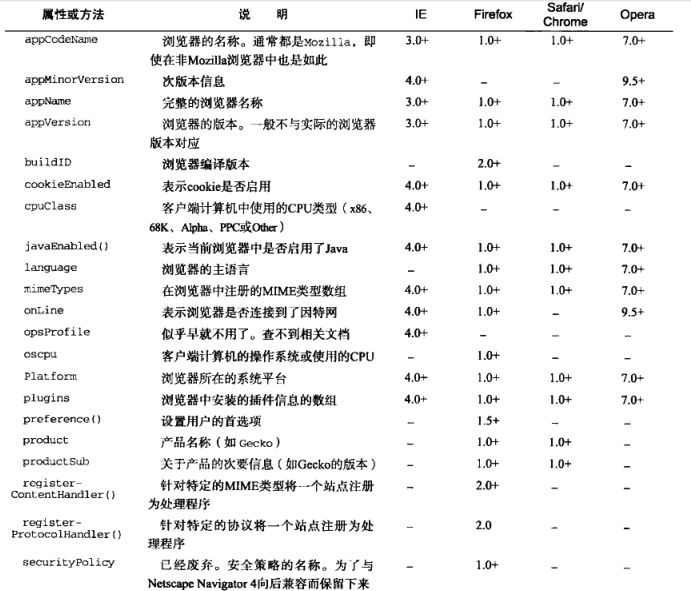 属性或方法 说 明 IE Firefox Safari/ Chrome Opera
appCodeName 浏览器的名称。通常都是Mozilla，即 3.0+ 1.0+ 1.0+ 7.0+
使在非Mozilla浏览器中也是如此
appMinorVersion 次版本信息 4.0+ – – 9.5+
appName 完整的浏览器名称 3.0+ 1.0+ 1.0+ 7.0+
appVersion 浏览器的版本。一般不与实际的浏览器 3.0+ 1.0+ 1.0+ 7.0+
版本对应
buildID 浏览器编译版本 – 2.0+ – –
cookieEnabled 表示cookie是否启用 4.0+ 1.0+ 1.0+ 7.0+
cpuClass 客户端计算机中使用的CPU类型（x86、 4.0+ – – –
68K、Alpha、PPC或Other）
javaEnabled() 表示当前浏览器中是否启用了Java 4.0+ 1.0+ 1.0+ 7.0+
language 浏览器的主语言 – 1.0+ 1.0+ 7.0+
mimeTypes 在浏览器中注册的MIME类型数组 4.0+ 1.0+ 1.0+ 7.0+
onLine 表示浏览器是否连接到了因特网 4.0+ 1.0+ – 9.5+
opsProfile 似乎早就不用了。查不到相关文档 4.0+ – – –
oscpu 客户端计算机的操作系统或使用的CPU – 1.0+ – –
Platform 浏览器所在的系统平台 4.0+ 1.0+ 1.0+ 7.0+
plugins 浏览器中安装的插件信息的数组 4.0+ 1.0+ 1.0+ 7.0+
preference() 设置用户的首选项 – 1.5+ – –
product 产品名称（如 Gecko） – 1.0+ 1.0+ –
productSub 关于产品的次要信息（如Gecko的版本） – 1.0+ 1.0+ –
register- 针对特定的MIME类型将一个站点注册 – 2.0+ – –
ContentHandler() 为处理程序
register- 针对特定的协议将一个站点注册为处 – 2.0 – –
ProtocolHandler() 理程序
securityPolicy 已经废弃。安全策略的名称。为了与 – 1.0+ – –
Netscape Navigator 4向后兼容而保留下来